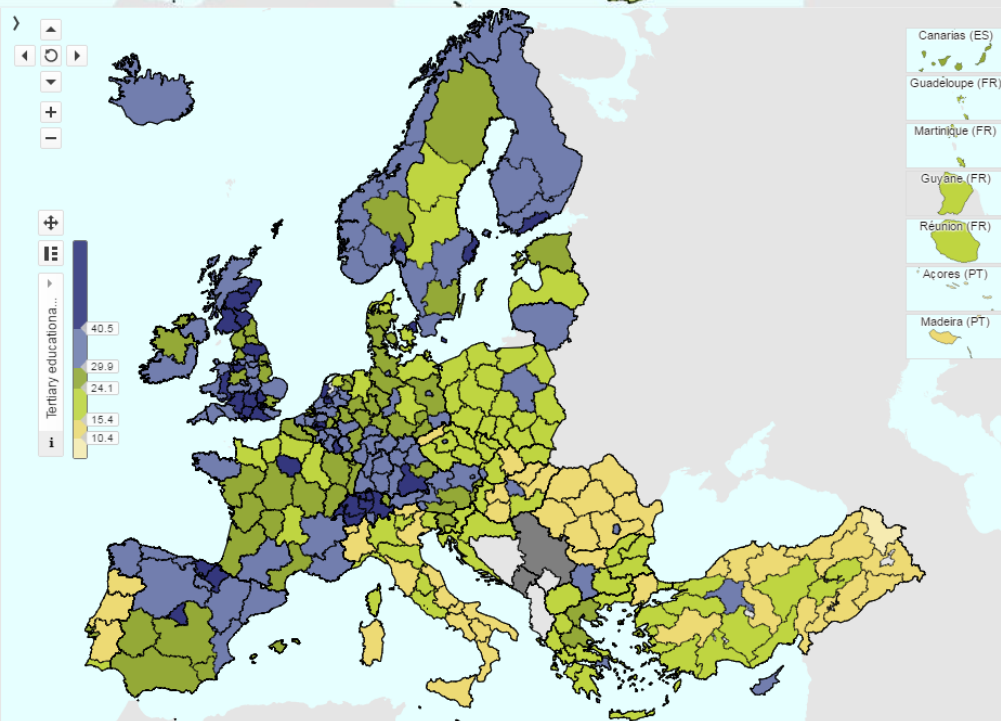 Canarias (ES)
Guadeloupe (FR)
Martinique (FR)
Guyane (FR)
Réunion (FR)
Açores (PT)
Madeira (PT)
Tertiary educationa...
40.5
29.9
24.1
15.4
10.4
i